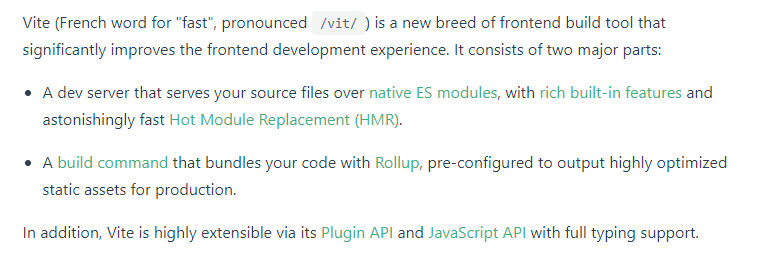 Vite (French word for "fast", pronounced /vit/ ) is a new breed of frontend build tool that
significantly improves the frontend development experience. It consists of two major parts:
• A dev server that serves your source files over native ES modules, with rich built-in features and
astonishingly fast Hot Module Replacement (HMR).
• A build command that bundles your code with Rollup, pre-configured to output highly optimized
static assets for production.
In addition, Vite is highly extensible via its Plugin API and JavaScript API with full typing support.